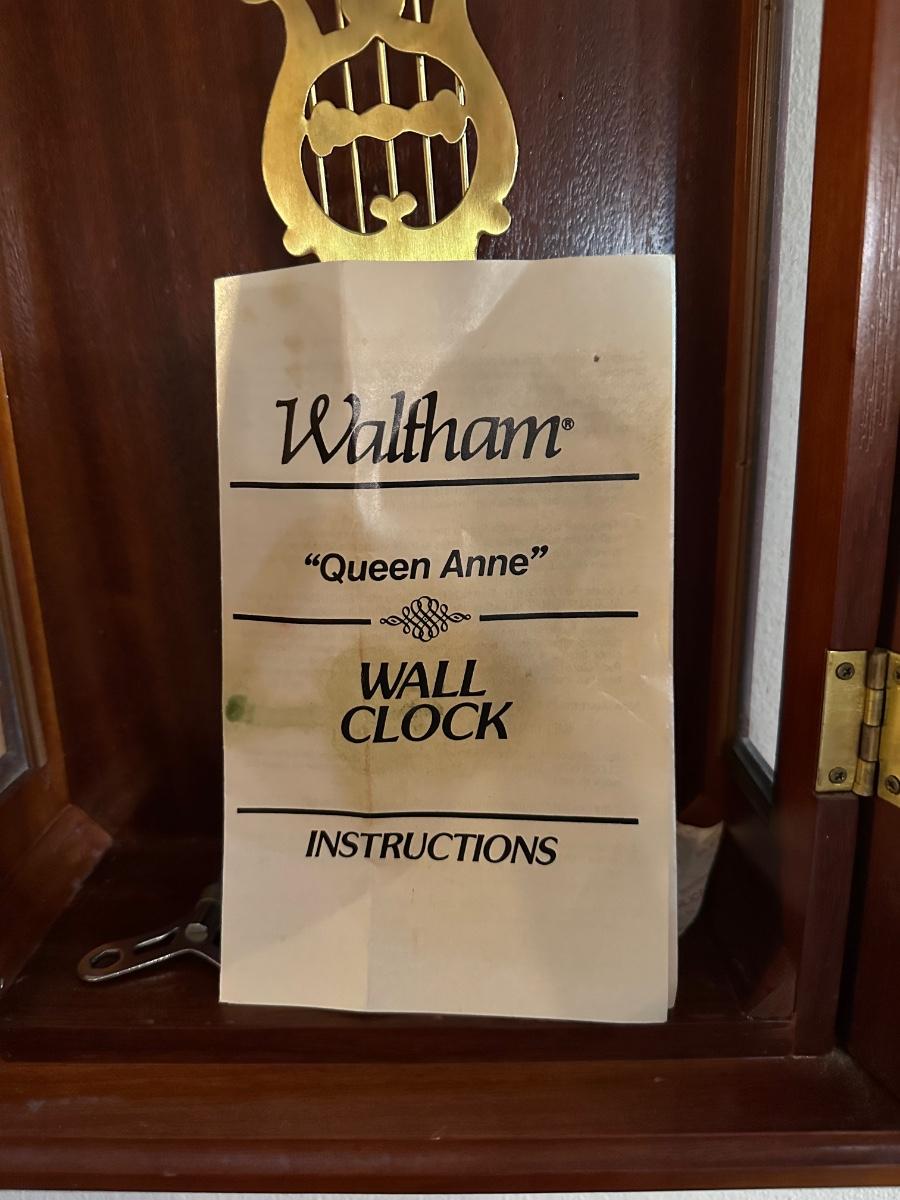 Waltham®
“Queen Anne”
WALL
CLOCK
INSTRUCTIONS